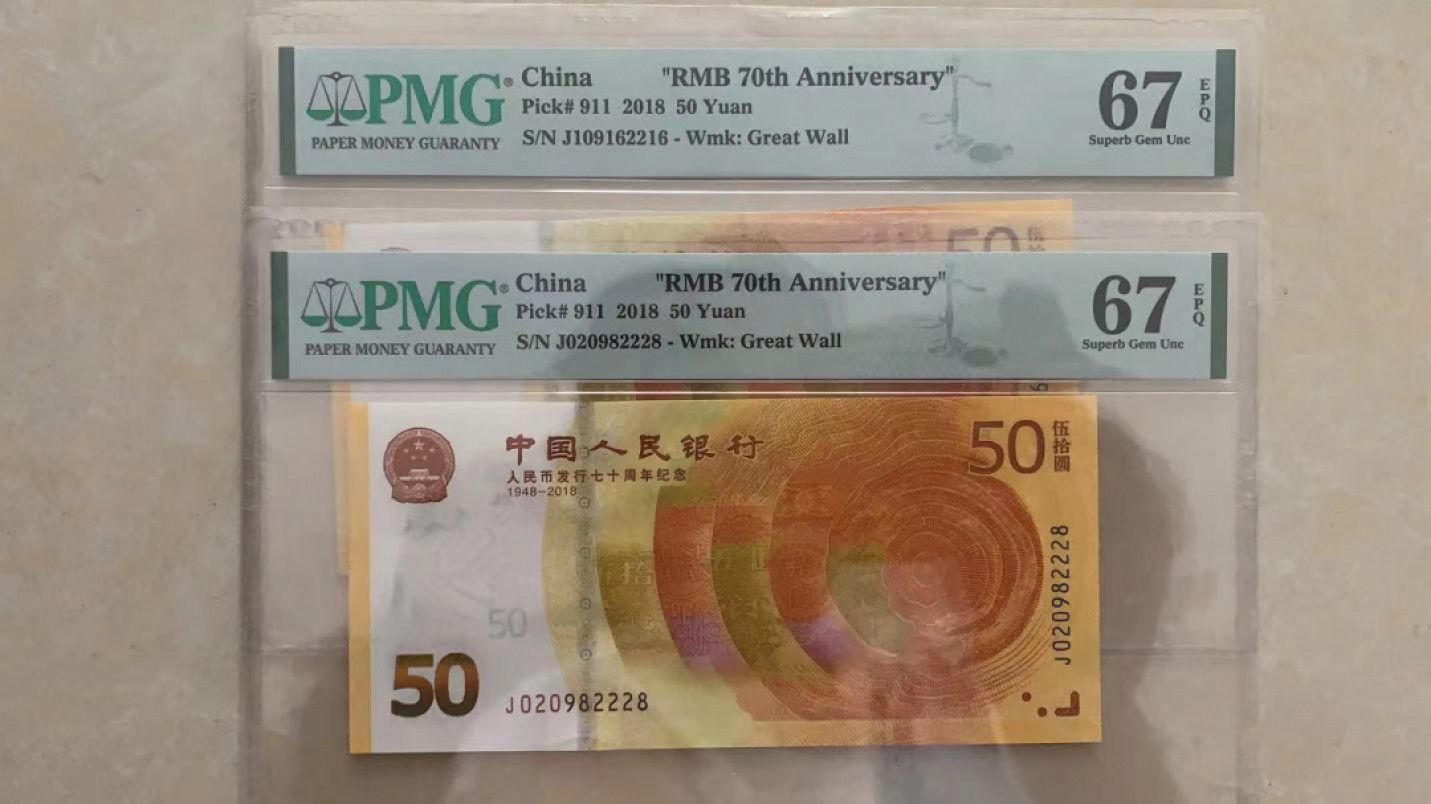 PMG® China "RMB 70th Anniversary" 67 EPQ
Pick# 911 2018 50 Yuan
PAPER MONEY GUARANTY S/N J109162216 - Wmk: Great Wall Superb Gem Unc
50
PMG® China "RMB 70th Anniversary" 67 EPQ
Pick# 911 2018 50 Yuan
PAPER MONEY GUARANTY S/N J020982228 - Wmk: Great Wall Superb Gem Unc
中国人民银行 50 伍拾圆
人民币发行七十周年纪念
1948-2018
50
50
J020982228
J020982228